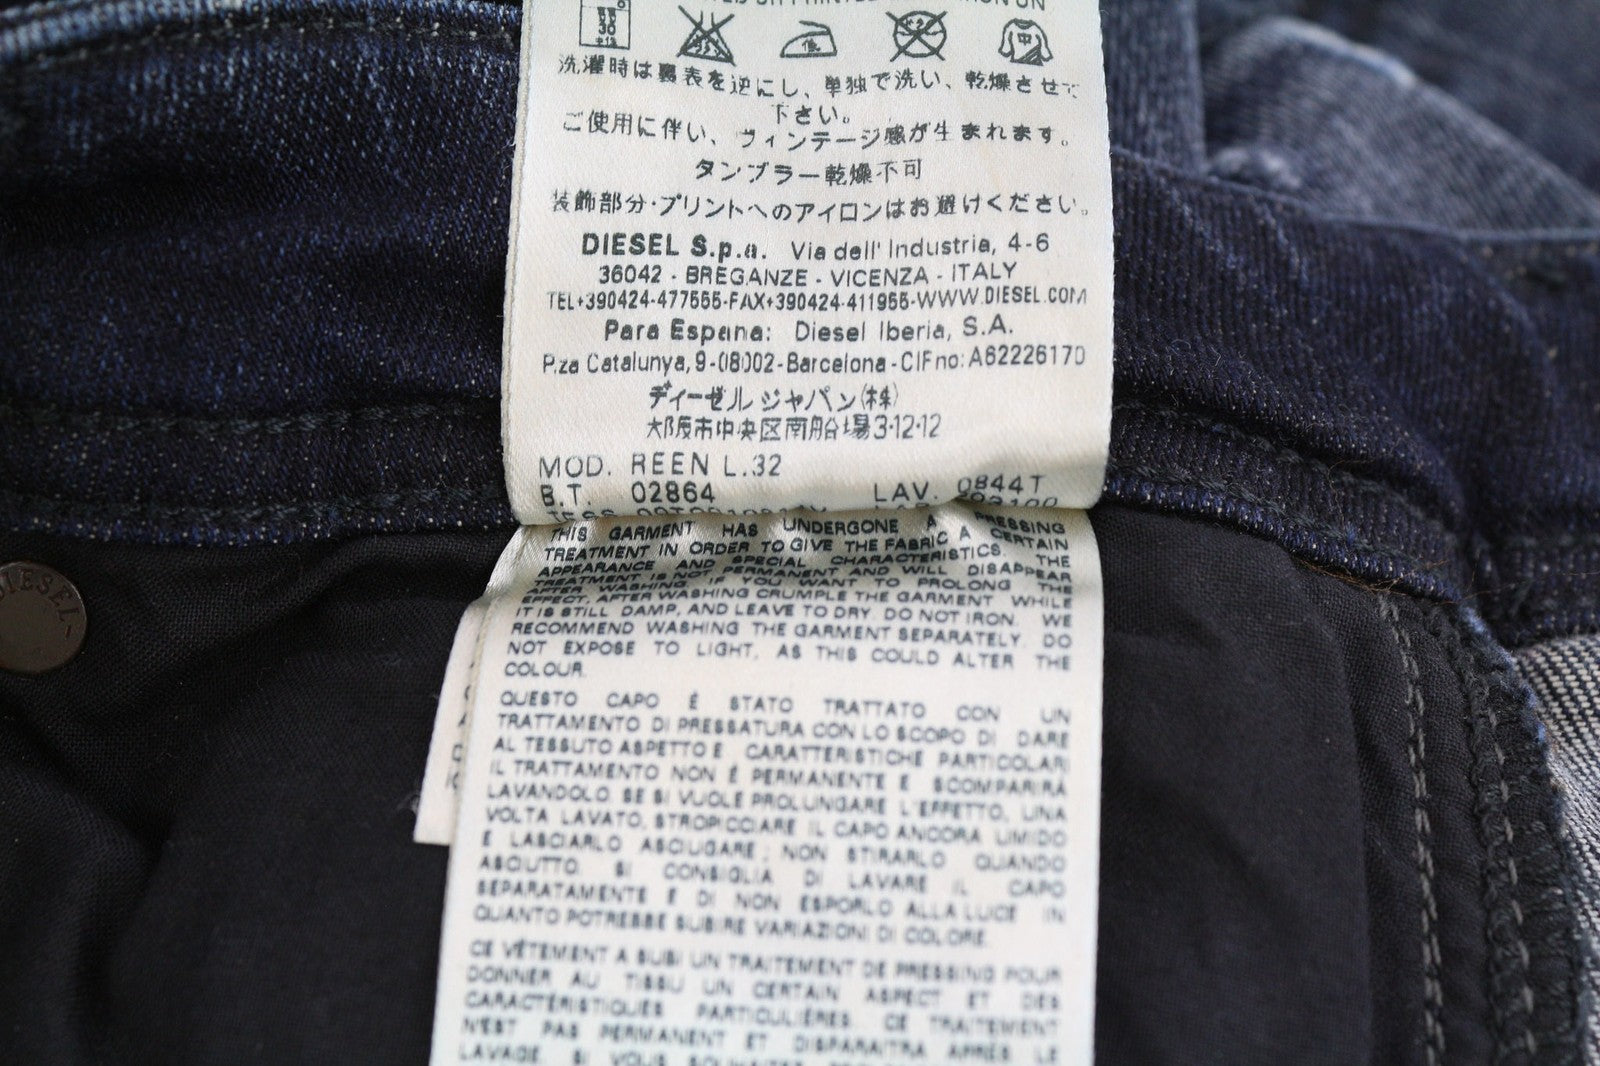 洗濯時は裏表を逆にし、単独で洗い、乾燥させて
下さい。
ご使用に伴い、ヴィンテージ感が生まれます。
タンブラー乾燥不可
装飾部分・プリントへのアイロンはお避けください。
DIESEL S.p.a. Via dell' Industria, 4-6
36042 - BREGANZE - VICENZA - ITALY
TEL+390424-477555-FAX+390424-411955-WWW.DIESEL.COM
Para Espana: Diesel Iberia, S.A.
P.za Catalunya, 9-08002-Barcelona-CIFno:A62226170
ディーゼル ジャパン(株)
大阪市中央区南船場3-12-12
MOD. REEN L.32
B.T. 02864 LAV. 0844T
THIS GARMENT HAS UNDERGONE A PRESSING
TREATMENT IN ORDER TO GIVE THE FABRIC A CERTAIN
APPEARANCE AND SPECIAL CHARACTERISTICS. THE
TREATMENT IS NOT PERMANENT AND WILL DISAPPEAR
AFTER WASHING. IF YOU WANT TO PROLONG THE
EFFECT, AFTER WASHING CRUMPLE THE GARMENT WHILE
IT IS STILL DAMP, AND LEAVE TO DRY. DO NOT IRON. WE
RECOMMEND WASHING THE GARMENT SEPARATELY. DO
NOT EXPOSE TO LIGHT, AS THIS COULD ALTER THE
COLOUR.
QUESTO CAPO È STATO TRATTATO CON UN
TRATTAMENTO DI PRESSATURA CON LO SCOPO DI DARE
AL TESSUTO ASPETTO E CARATTERISTICHE PARTICOLARI
IL TRATTAMENTO NON È PERMANENTE E SCOMPARIRÀ
LAVANDOLO SE SI VUOLE PROLUNGARE L'EFFETTO, UNA
VOLTA LAVATO, STROPICCIARE IL CAPO ANCORA UMIDO
E LASCIARLO ASCIUGARE; NON STIRARLO QUANDO
ASCIUTTO. SI CONSIGLIA DI LAVARE IL CAPO
SEPARATAMENTE E DI NON ESPORLO ALLA LUCE IN
QUANTO POTREBBE SUBIRE VARIAZIONI DI COLORE.
CE VÊTEMENT A SUBI UN TRAITEMENT DE PRESSING POUR
DONNER AU TISSU UN CERTAIN ASPECT ET DES
CARACTÉRISTIQUES PARTICULIÈRES. CE TRAITEMENT
N'EST PAS PERMANENT ET DISPARAÎTRA APRÈS LE
LAVAGE. SI VOUS SOUHAITEZ
DIESEL